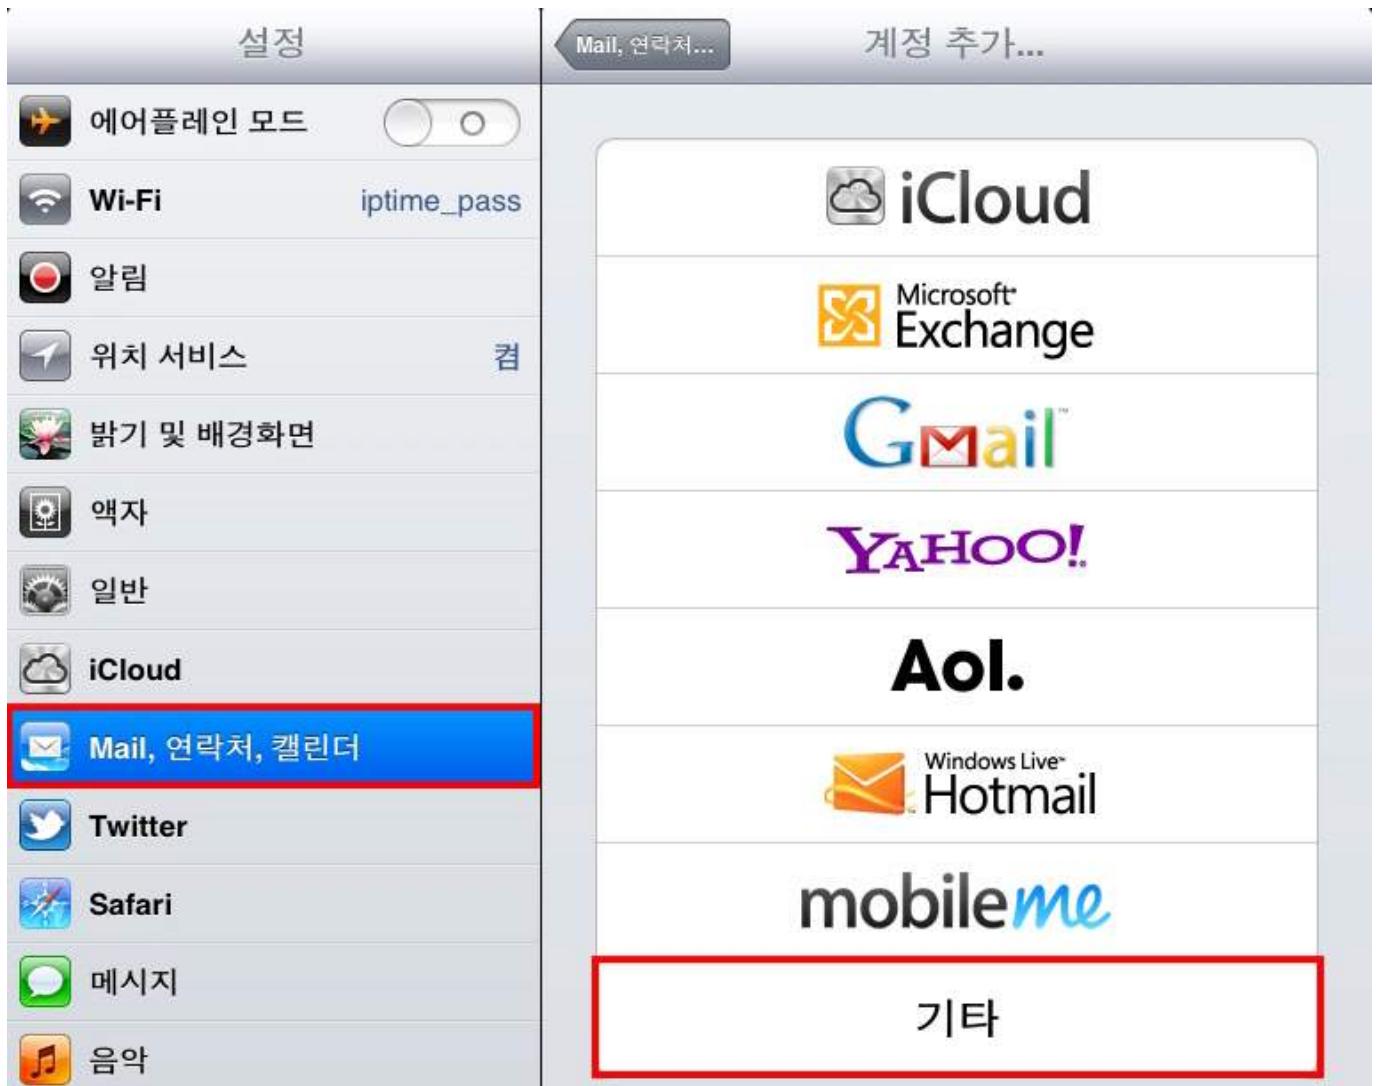 설정
에어플레인 모드
Wi-Fi iptime_pass
알림
위치 서비스 켬
밝기 및 배경화면
액자
일반
iCloud
Mail, 연락처, 캘린더
Twitter
Safari
메시지
음악
Mail, 연락처...
계정 추가...
iCloud
Microsoft
Exchange
Gmail™
YAHOO!
Aol.
Windows Live™
Hotmail
mobileme
기타